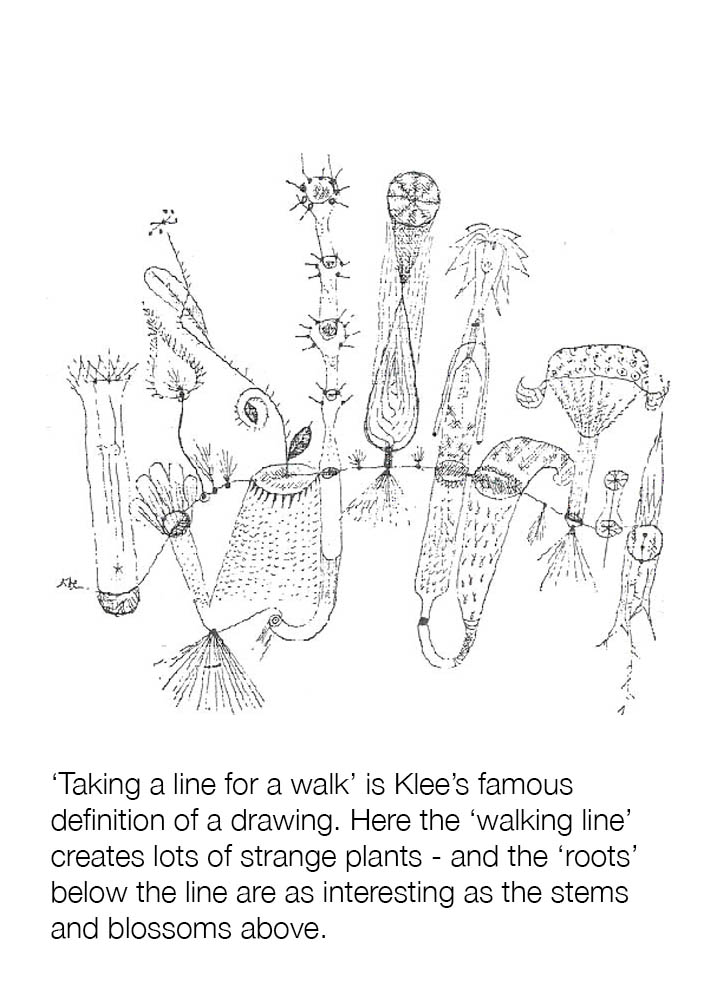 ‘Taking a line for a walk’ is Klee’s famous
definition of a drawing. Here the ‘walking line’
creates lots of strange plants - and the ‘roots’
below the line are as interesting as the stems
and blossoms above.